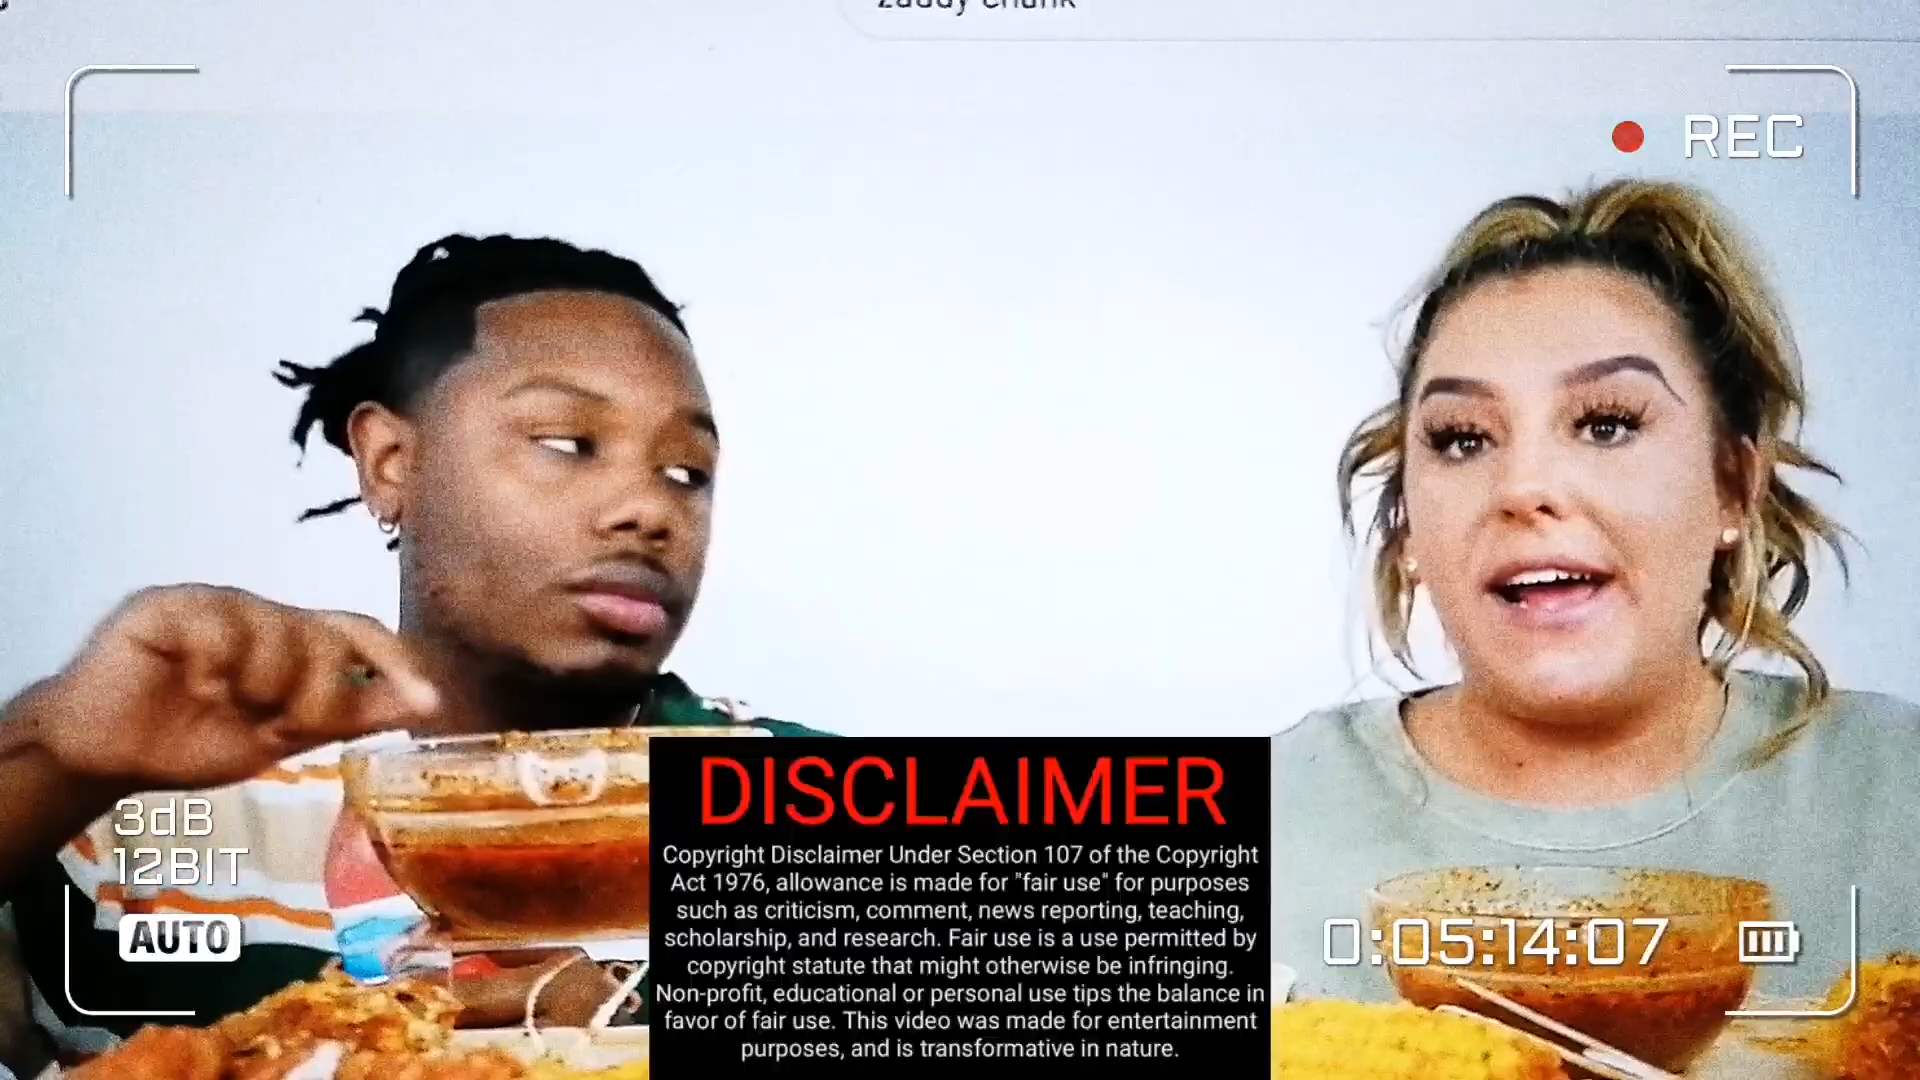 zaddy chunk
REC
3dB
12BIT
AUTO
DISCLAIMER
Copyright Disclaimer Under Section 107 of the Copyright
Act 1976, allowance is made for "fair use" for purposes
such as criticism, comment, news reporting, teaching,
scholarship, and research. Fair use is a use permitted by
copyright statute that might otherwise be infringing.
Non-profit, educational or personal use tips the balance in
favor of fair use. This video was made for entertainment
purposes, and is transformative in nature.
0:05:14:07